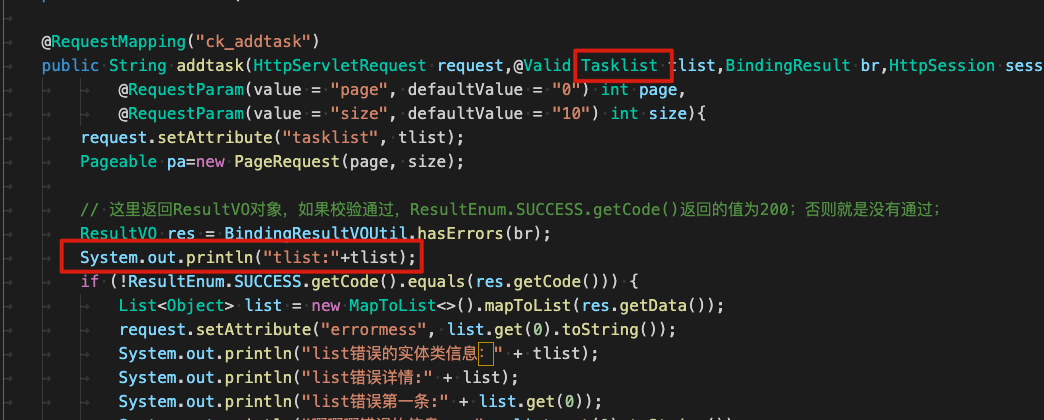 @RequestMapping("ck_addtask")
public String addtask(HttpServletRequest request,@Valid Tasklist tlist,BindingResult br,HttpSession sess
@RequestParam(value = "page", defaultValue = "0") int page,
@RequestParam(value = "size", defaultValue = "10") int size){
request.setAttribute("tasklist", tlist);
Pageable pa=new PageRequest(page, size);
// 这里返回ResultVO对象，如果校验通过，ResultEnum.SUCCESS.getCode()返回的值为200；否则就是没有通过；
ResultVO res = BindingResultVOUtil.hasErrors(br);
System.out.println("tlist:"+tlist);
if (!ResultEnum.SUCCESS.getCode().equals(res.getCode())) {
List<Object> list = new MapToList<>().mapToList(res.getData());
request.setAttribute("errormess", list.get(0).toString());
System.out.println("list错误的实体类信息：" + tlist);
System.out.println("list错误详情:" + list);
System.out.println("list错误第一条:" + list.get(0));